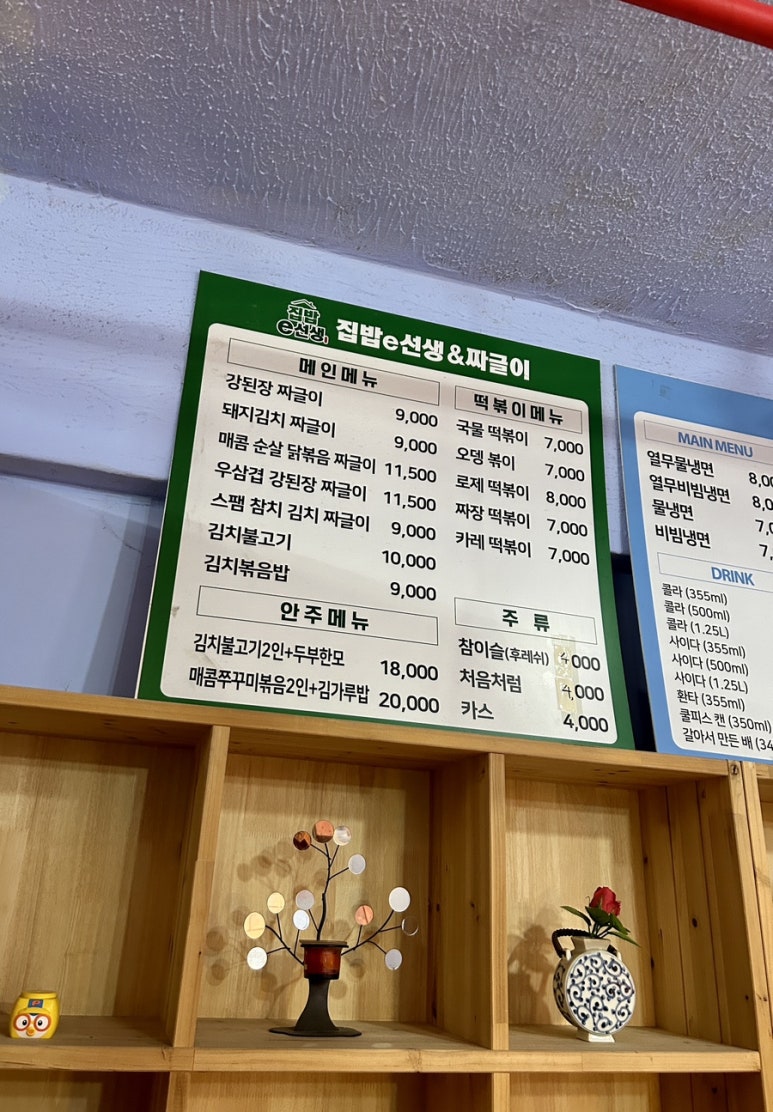 집밥
e선생
집밥e선생&짜글이
메인메뉴
강된장 짜글이 9,000
돼지김치 짜글이 9,000
매콤 순살 닭볶음 짜글이 11,500
우삼겹 강된장 짜글이 11,500
스팸 참치 김치 짜글이 9,000
김치불고기 10,000
김치볶음밥 9,000
안주메뉴
김치불고기2인+두부한모 18,000
매콤쭈꾸미볶음2인+김가루밥 20,000
떡볶이메뉴
국물 떡볶이 7,000
오뎅 볶이 7,000
로제 떡볶이 8,000
짜장 떡볶이 7,000
카레 떡볶이 7,000
주 류
참이슬(후레쉬) 4,000
처음처럼 4,000
카스 4,000
MAIN MENU
열무물냉면
열무비빔냉면
물냉면
비빔냉면
DRINK
콜라 (355ml)
콜라 (500ml)
콜라 (1.25L)
사이다 (355ml)
사이다 (500ml)
사이다 (1.25L)
환타 (355ml)
쿨피스 캔 (350ml)
갈아서 만든 배